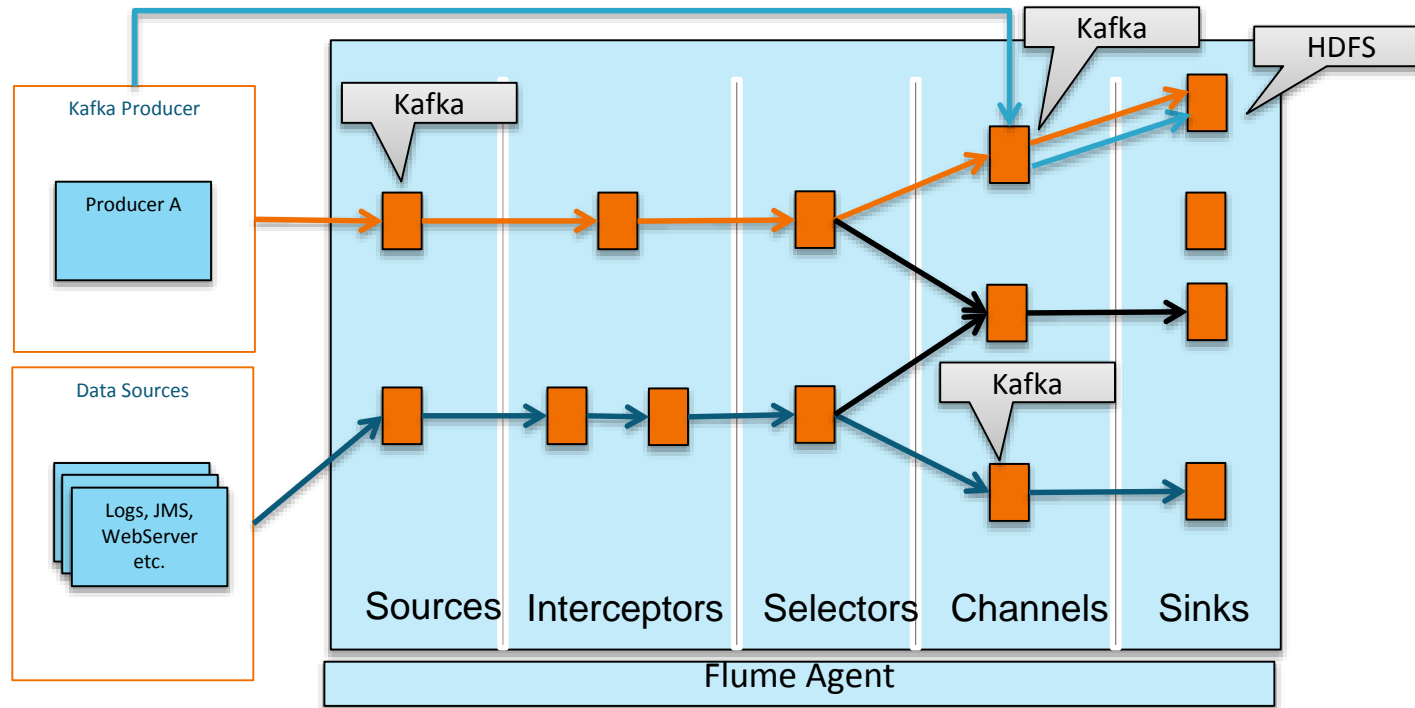 Kafka
HDFS
Kafka Producer
Kafka
Producer A
Data Sources
Kafka
Logs, JMS,
WebServer
etc.
Sources
Interceptors
Selectors
Channels
Sinks
Flume Agent